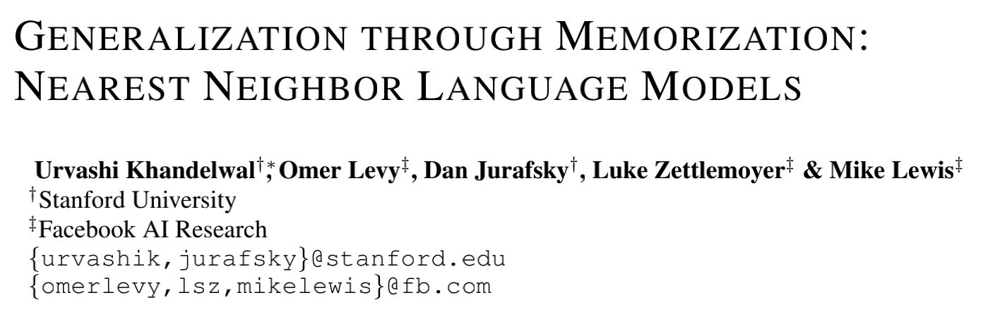 GENERALIZATION THROUGH MEMORIZATION:
NEAREST NEIGHBOR LANGUAGE MODELS
Urvashi Khandelwal†,* Omer Levy‡, Dan Jurafsky†, Luke Zettlemoyer‡ & Mike Lewis‡
†Stanford University
‡Facebook AI Research
{urvashik,jurafsky}@stanford.edu
{omerlevy,lsz,mikelewis}@fb.com